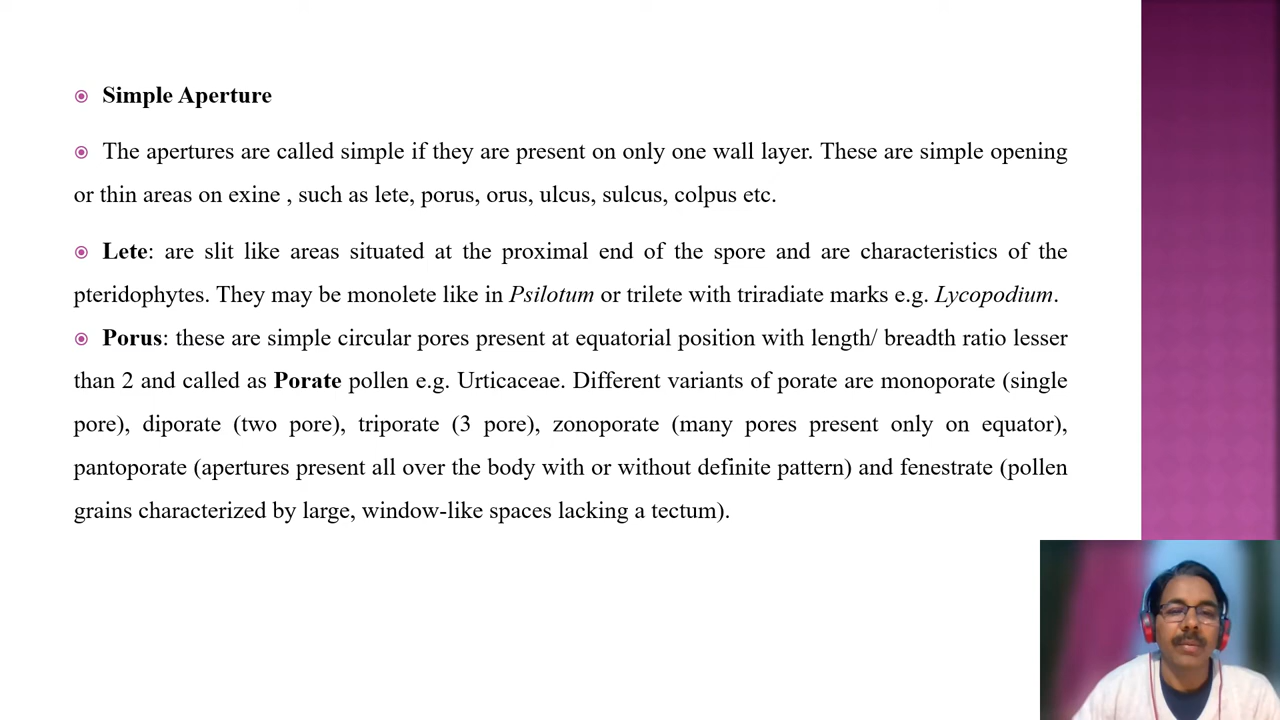 Simple Aperture
The apertures are called simple if they are present on only one wall layer. These are simple opening
or thin areas on exine , such as lete, porus, orus, ulcus, sulcus, colpus etc.
Lete: are slit like areas situated at the proximal end of the spore and are characteristics of the
pteridophytes. They may be monolete like in Psilotum or trilete with triradiate marks e.g. Lycopodium.
Porus: these are simple circular pores present at equatorial position with length/ breadth ratio lesser
than 2 and called as Porate pollen e.g. Urticaceae. Different variants of porate are monoporate (single
pore), diporate (two pore), triporate (3 pore), zonoporate (many pores present only on equator),
pantoporate (apertures present all over the body with or without definite pattern) and fenestrate (pollen
grains characterized by large, window-like spaces lacking a tectum).